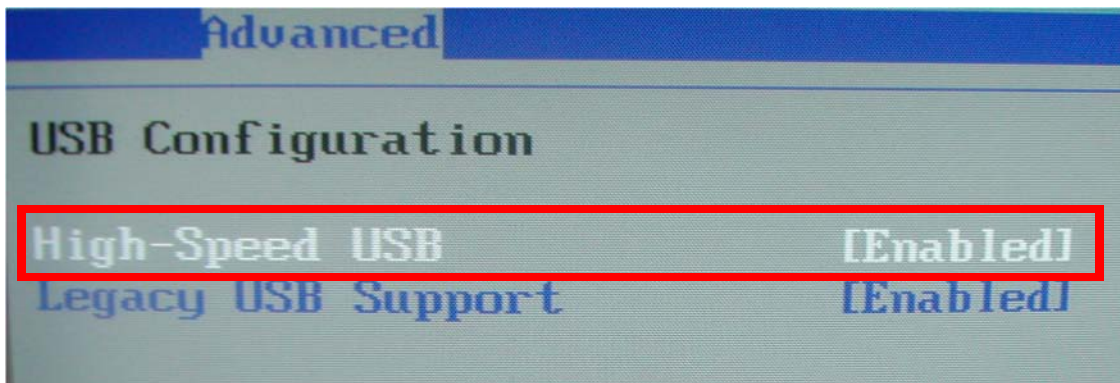 Advanced
USB Configuration
High-Speed USB [Enabled]
Legacy USB Support [Enabled]